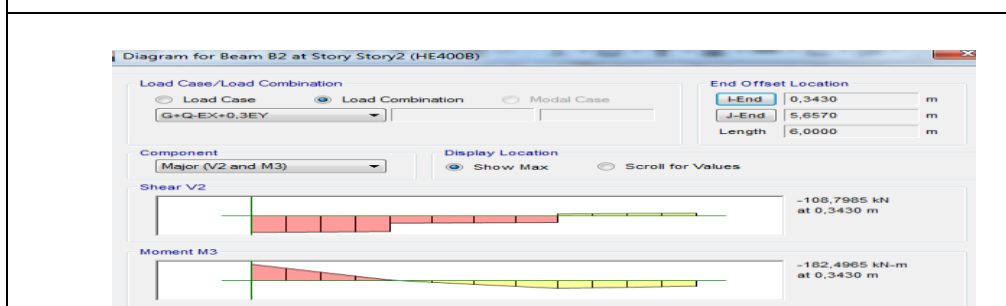 Diagram for Beam B2 at Story Story2 (HE400B)
Load Case/Load Combination
Load Case Load Combination Modal Case
G+Q-EX+0,3EY
End Offset Location
I-End 0,3430 m
J-End 5,6570 m
Length 6,0000 m
Component
Major (V2 and M3)
Display Location
Show Max Scroll for Values
Shear V2
-108,7985 kN
at 0,3430 m
Moment M3
-182,4965 kN-m
at 0,3430 m